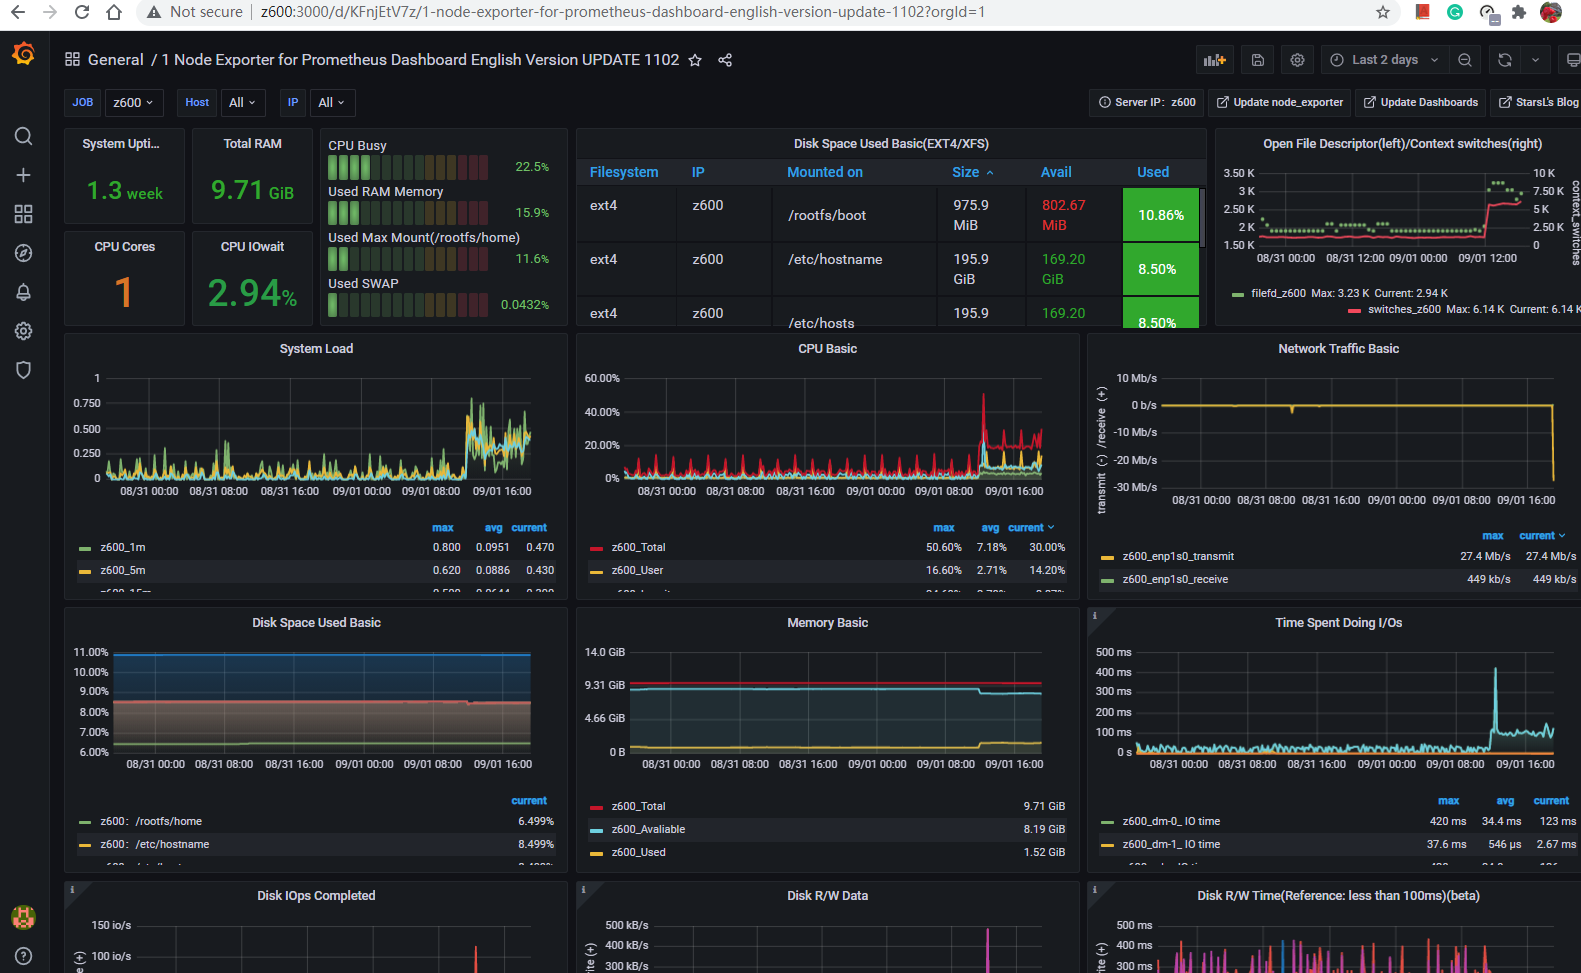 Not secure
z600:3000/d/KFnjEtV7z/1-node-exporter-for-prometheus-dashboard-english-version-update-1102?orgId=1
General / 1 Node Exporter for Prometheus Dashboard English Version UPDATE 1102
Last 2 days
JOB z600 Host All IP All
Server IP: z600 Update node_exporter Update Dashboards StarsL's Blog
System Upti...
1.3 week
Total RAM
9.71 GiB
CPU Cores
1
CPU IOwait
2.94%
CPU Busy
22.5%
Used RAM Memory
15.9%
Used Max Mount(/rootfs/home)
11.6%
Used SWAP
0.0432%
Disk Space Used Basic(EXT4/XFS)
Filesystem IP Mounted on Size Avail Used
ext4 z600 /rootfs/boot 975.9 MiB 802.67 MiB 10.86%
ext4 z600 /etc/hostname 195.9 GiB 169.20 GiB 8.50%
ext4 z600 /etc/hosts 195.9 169.20 8.50%
Open File Descriptor(left)/Context switches(right)
3.50 K
3 K
2.50 K
2 K
1.50 K
10 K
7.50 K
5 K
2.50 K
0
context_switches
08/31 00:00 08/31 12:00 09/01 00:00 09/01 12:00
filefd_z600 Max: 3.23 K Current: 2.94 K
switches_z600 Max: 6.14 K Current: 6.14 K
System Load
1
0.750
0.500
0.250
0
08/31 00:00 08/31 08:00 08/31 16:00 09/01 00:00 09/01 08:00 09/01 16:00
max avg current
z600_1m 0.800 0.0951 0.470
z600_5m 0.620 0.0886 0.430
CPU Basic
60.00%
40.00%
20.00%
0%
08/31 00:00 08/31 08:00 08/31 16:00 09/01 00:00 09/01 08:00 09/01 16:00
max avg current
z600_Total 50.60% 7.18% 30.00%
z600_User 16.60% 2.71% 14.20%
Network Traffic Basic
transmit (-) /receive (+)
10 Mb/s
0 b/s
-10 Mb/s
-20 Mb/s
-30 Mb/s
08/31 00:00 08/31 08:00 08/31 16:00 09/01 00:00 09/01 08:00 09/01 16:00
max current
z600_enp1s0_transmit 27.4 Mb/s 27.4 Mb/s
z600_enp1s0_receive 449 kb/s 449 kb/s
Disk Space Used Basic
11.00%
10.00%
9.00%
8.00%
7.00%
6.00%
08/31 00:00 08/31 08:00 08/31 16:00 09/01 00:00 09/01 08:00 09/01 16:00
current
z600: /rootfs/home 6.499%
z600: /etc/hostname 8.499%
Memory Basic
14.0 GiB
9.31 GiB
4.66 GiB
0 B
08/31 00:00 08/31 08:00 08/31 16:00 09/01 00:00 09/01 08:00 09/01 16:00
z600_Total 9.71 GiB
z600_Avaliable 8.19 GiB
z600_Used 1.52 GiB
Time Spent Doing I/Os
500 ms
400 ms
300 ms
200 ms
100 ms
0 s
08/31 00:00 08/31 08:00 08/31 16:00 09/01 00:00 09/01 08:00 09/01 16:00
max avg current
z600_dm-0_ IO time 420 ms 34.4 ms 123 ms
z600_dm-1_ IO time 37.6 ms 546 µs 2.67 ms
Disk IOps Completed
150 io/s
100 io/s
Disk R/W Data
500 kB/s
400 kB/s
300 kB/s
Disk R/W Time(Reference: less than 100ms)(beta)
500 ms
400 ms
300 ms